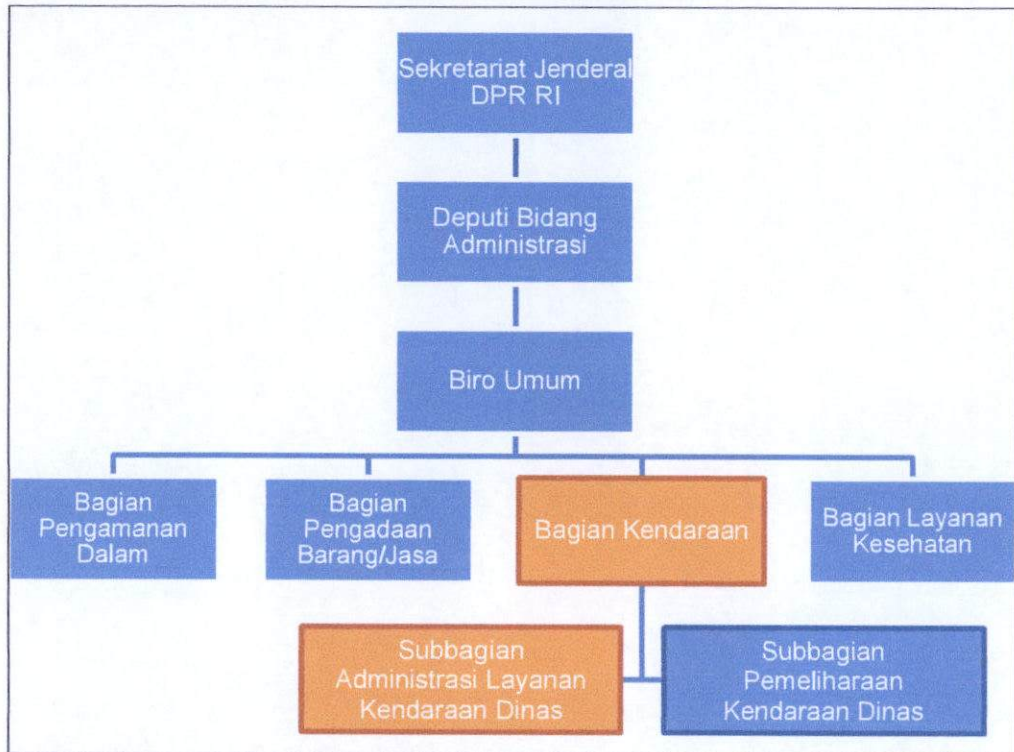 Sekretariat Jenderal
DPR RI
Deputi Bidang
Administrasi
Biro Umum
Bagian
Pengamanan
Dalam
Bagian
Pengadaan
Barang/Jasa
Bagian Kendaraan
Bagian Layanan
Kesehatan
Subbagian
Administrasi Layanan
Kendaraan Dinas
Subbagian
Pemeliharaan
Kendaraan Dinas